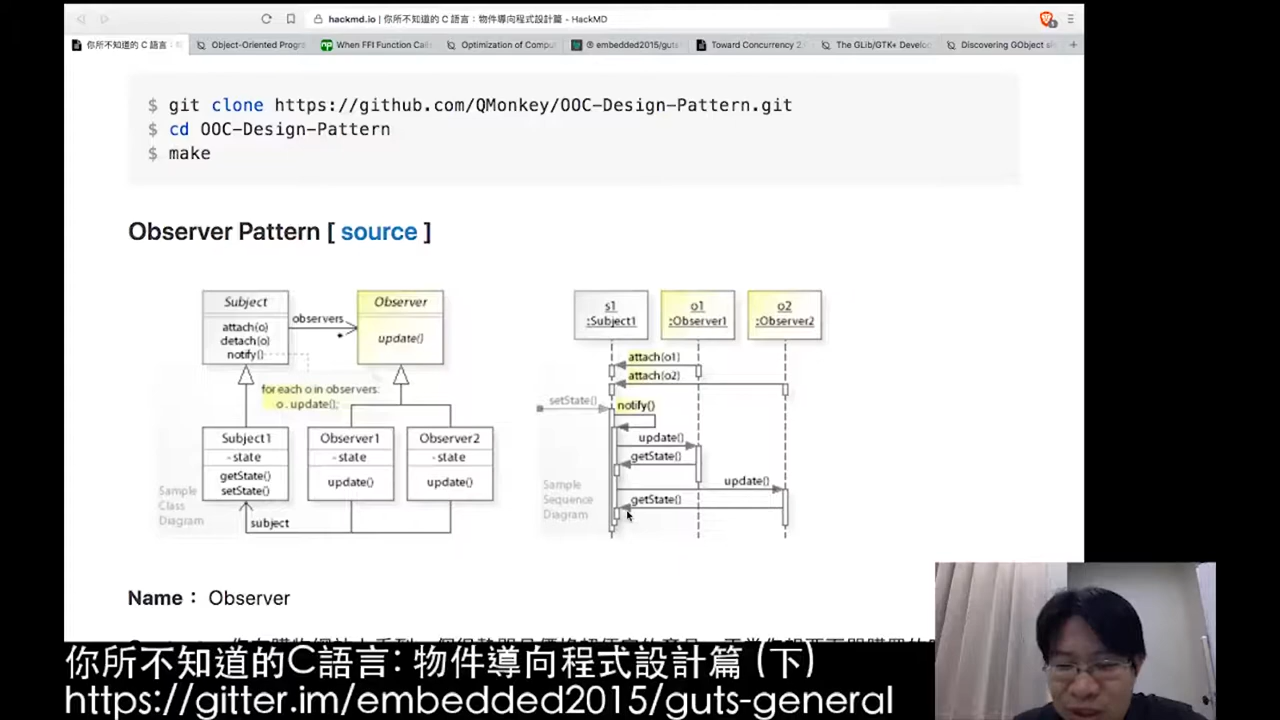 hackmd.io | 你所不知道的 C 語言:物件導向程式設計篇 - HackMD
你所不知道的 C 語言:
Object-Oriented Progra
When FFI Function Calls
Optimization of Compu
embedded2015/guts
Toward Concurrency 2
The GLib/GTK+ Develo
Discovering GObject
$ git clone https://github.com/QMonkey/OOC-Design-Pattern.git
$ cd OOC-Design-Pattern
$ make
Observer Pattern [ source ]
Subject
attach(o)
detach(o)
notify()
observers
Observer
update()
for each o in observers:
o . update();
Subject1
- state
getState()
setState()
Observer1
- state
update()
Observer2
- state
update()
subject
Sample
Class
Diagram
s1
:Subject1
o1
:Observer1
o2
:Observer2
attach(o1)
attach(o2)
setState()
notify()
update()
getState()
update()
getState()
Sample
Sequence
Diagram
Name: Observer
你所不知道的C語言: 物件導向程式設計篇 (下)
https://gitter.im/embedded2015/guts-general